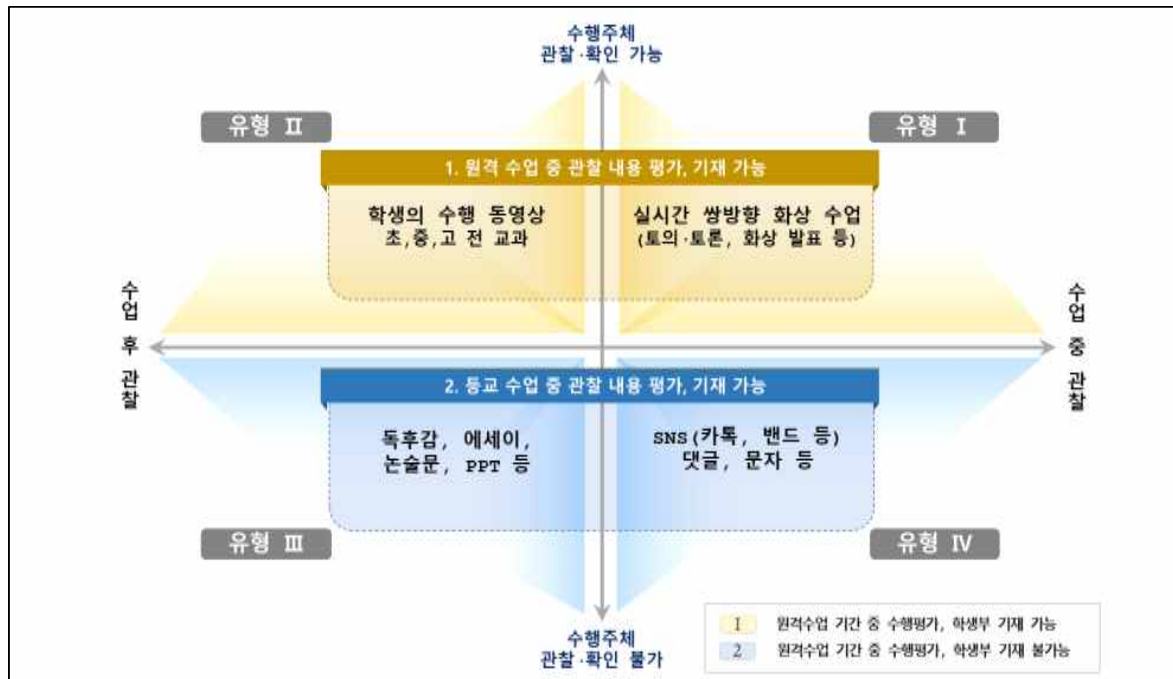 수행주체
관찰·확인 가능
유형 Ⅱ
유형 Ⅰ
1. 원격 수업 중 관찰 내용 평가, 기재 가능
학생의 수행 동영상
초,중,고 전 교과
실시간 쌍방향 화상 수업
(토의·토론, 화상 발표 등)
수업 후 관찰
수업 중 관찰
2. 등교 수업 중 관찰 내용 평가, 기재 가능
독후감, 에세이,
논술문, PPT 등
SNS(카톡, 밴드 등)
댓글, 문자 등
유형 Ⅲ
유형 Ⅳ
수행주체
관찰·확인 불가
1 원격수업 기간 중 수행평가, 학생부 기재 가능
2 원격수업 기간 중 수행평가, 학생부 기재 불가능